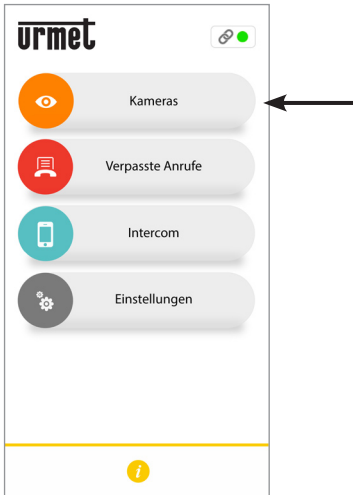 urmet
Kameras
Verpasste Anrufe
Intercom
Einstellungen
i